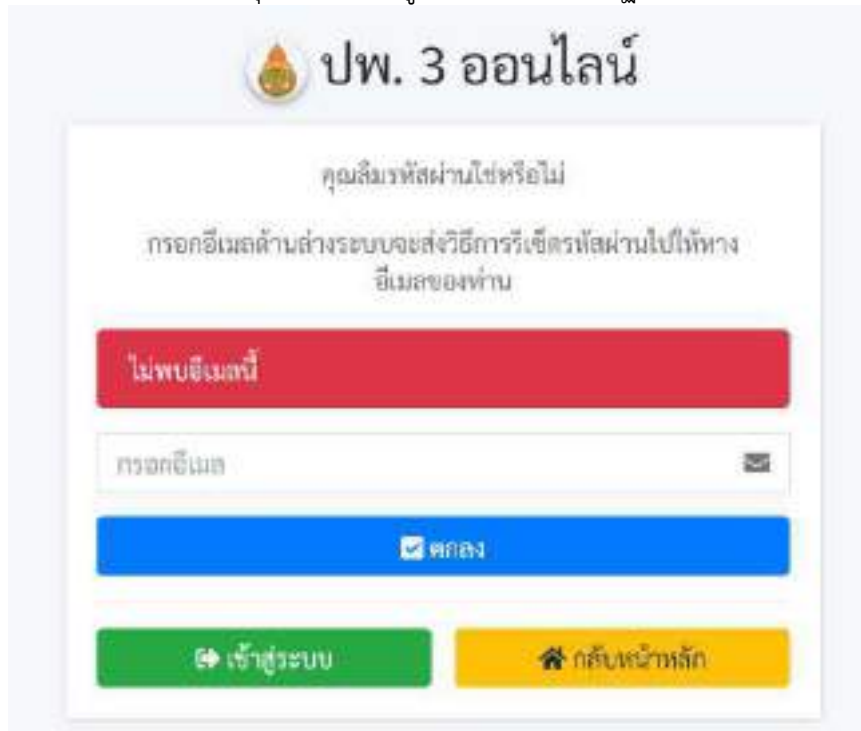 ปพ. 3 ออนไลน์
คุณลืมรหัสผ่านใช่หรือไม่
กรอกอีเมลด้านล่างระบบจะส่งวิธีการรีเซ็ตรหัสผ่านไปให้ทาง
อีเมลของท่าน
ไม่พบอีเมลนี้
กรอกอีเมล
ตกลง
เข้าสู่ระบบ
กลับหน้าหลัก